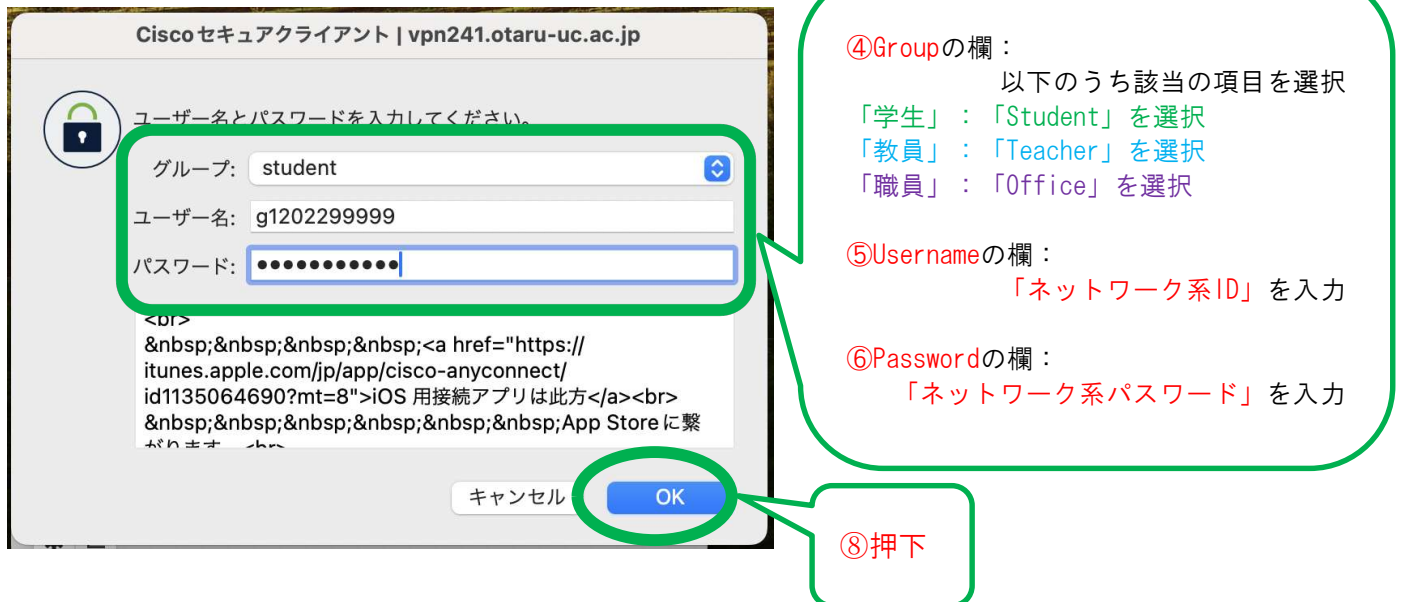 Ciscoセキュアクライアント | vpn241.otaru-uc.ac.jp
ユーザー名とパスワードを入力してください。
グループ: student
ユーザー名: g1202299999
パスワード: ●●●●●●●●●●●
<br>
&nbsp;&nbsp;&nbsp;&nbsp;<a href="https://
itunes.apple.com/jp/app/cisco-anyconnect/
id1135064690?mt=8">iOS 用接続アプリは此方</a><br>
&nbsp;&nbsp;&nbsp;&nbsp;&nbsp;&nbsp;App Storeに繋
がります。<br>
キャンセル
OK
④Groupの欄：
以下のうち該当の項目を選択
「学生」：「Student」を選択
「教員」：「Teacher」を選択
「職員」：「Office」を選択
⑤Usernameの欄：
「ネットワーク系ID」を入力
⑥Passwordの欄：
「ネットワーク系パスワード」を入力
⑧押下